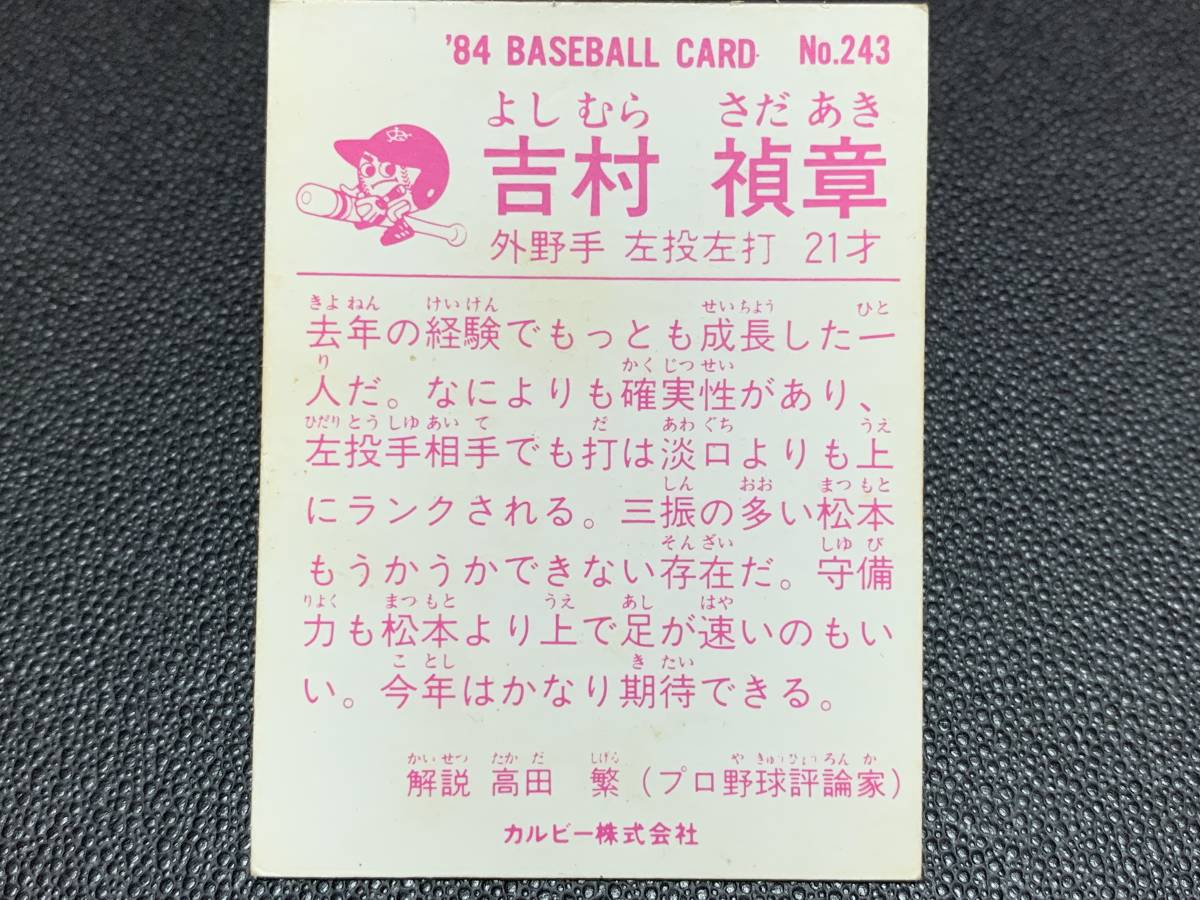 '84 BASEBALL CARD No.243
よし むら さだ あき
吉村 禎章
外野手 左投左打 21才
きよ ねん けい けん せい ちよう ひと
去年の経験でもっとも成長した一
り かく じつ せい
人だ。なによりも確実性があり、
ひだり とう しゆ あい て だ あわ ぐち うえ
左投手相手でも打は淡口よりも上
しん おお まつ もと
にランクされる。三振の多い松本
そん ざい しゆ び
もうかうかできない存在だ。守備
りよく まつ もと うえ あし はや
力も松本より上で足が速いのもい
こ とし き たい
い。今年はかなり期待できる。
かい せつ たか だ しげる や きゆう ひよう ろん か
解説 高田 繁 (プロ野球評論家)
カルビー株式会社